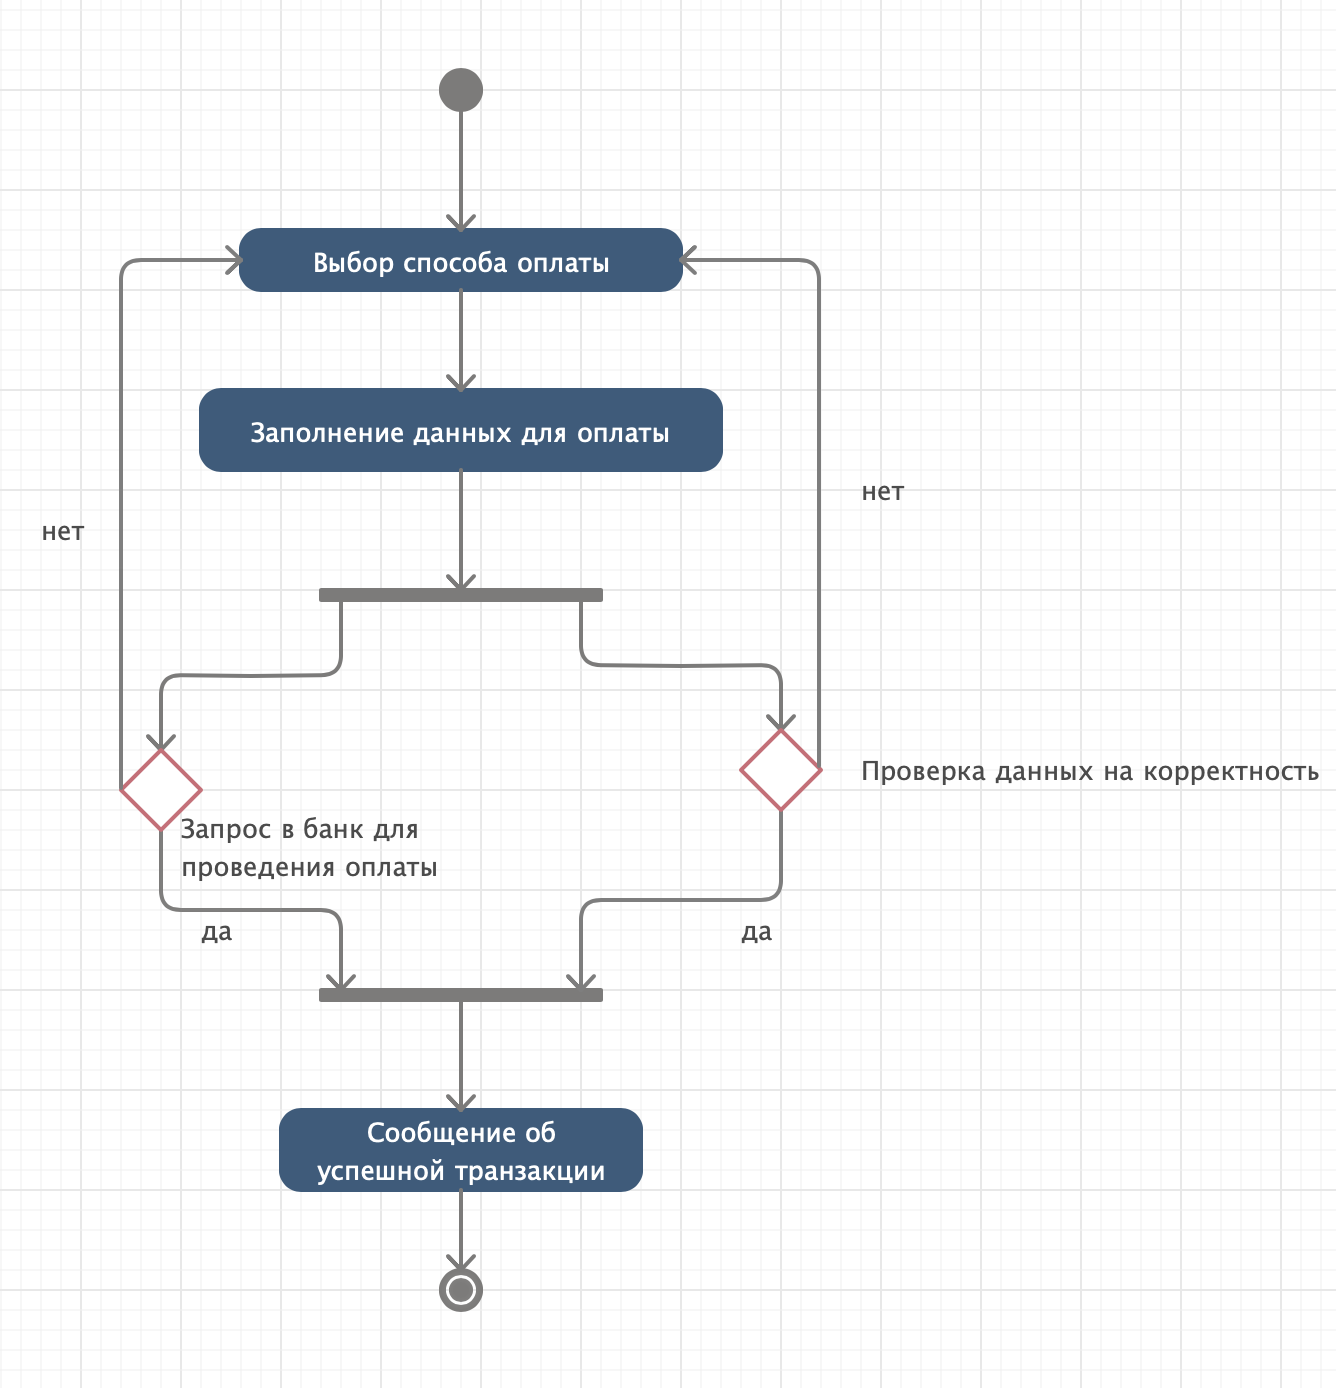 Выбор способа оплаты
Заполнение данных для оплаты
нет
нет
Проверка данных на корректность
Запрос в банк для
проведения оплаты
да
да
Сообщение об
успешной транзакции